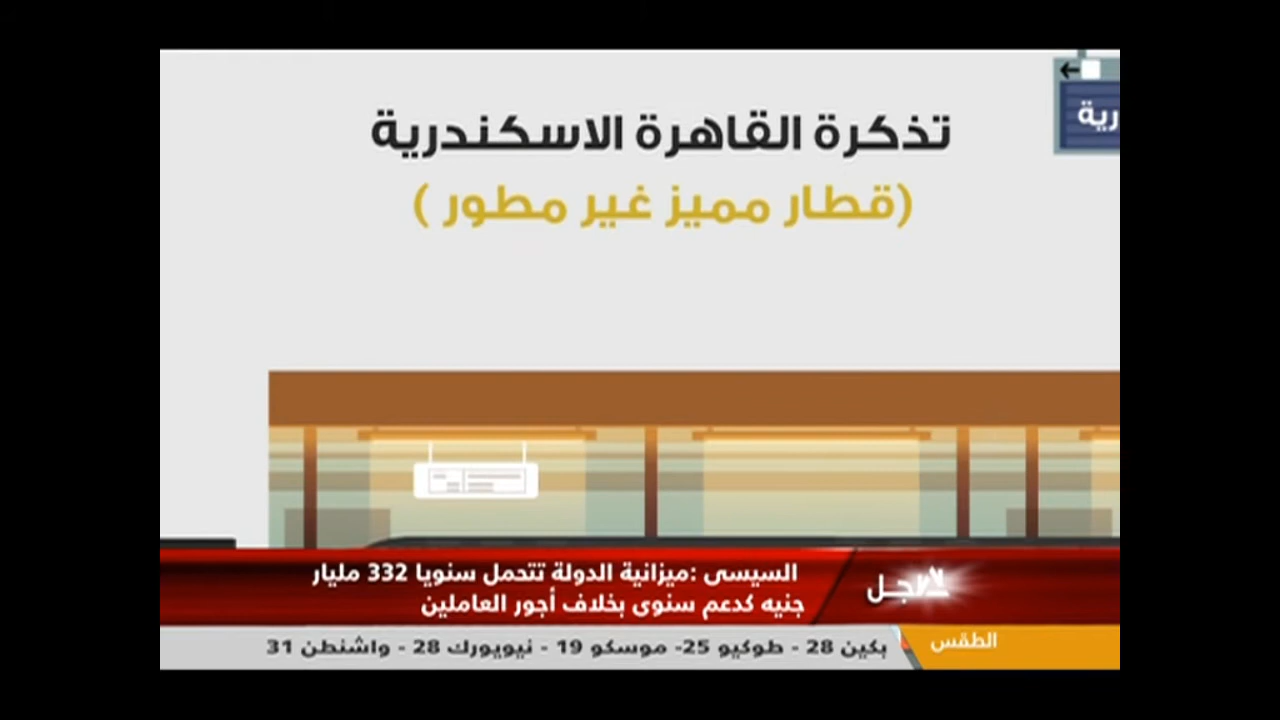 تذكرة القاهرة الاسكندرية
(قطار مميز غير مطور )
رية
عاجل
السيسى :ميزانية الدولة تتحمل سنويا 332 مليار
جنيه كدعم سنوى بخلاف أجور العاملين
الطقس
بكين 28 - طوكيو 25- موسكو 19 - نيويورك 28 - واشنطن 31